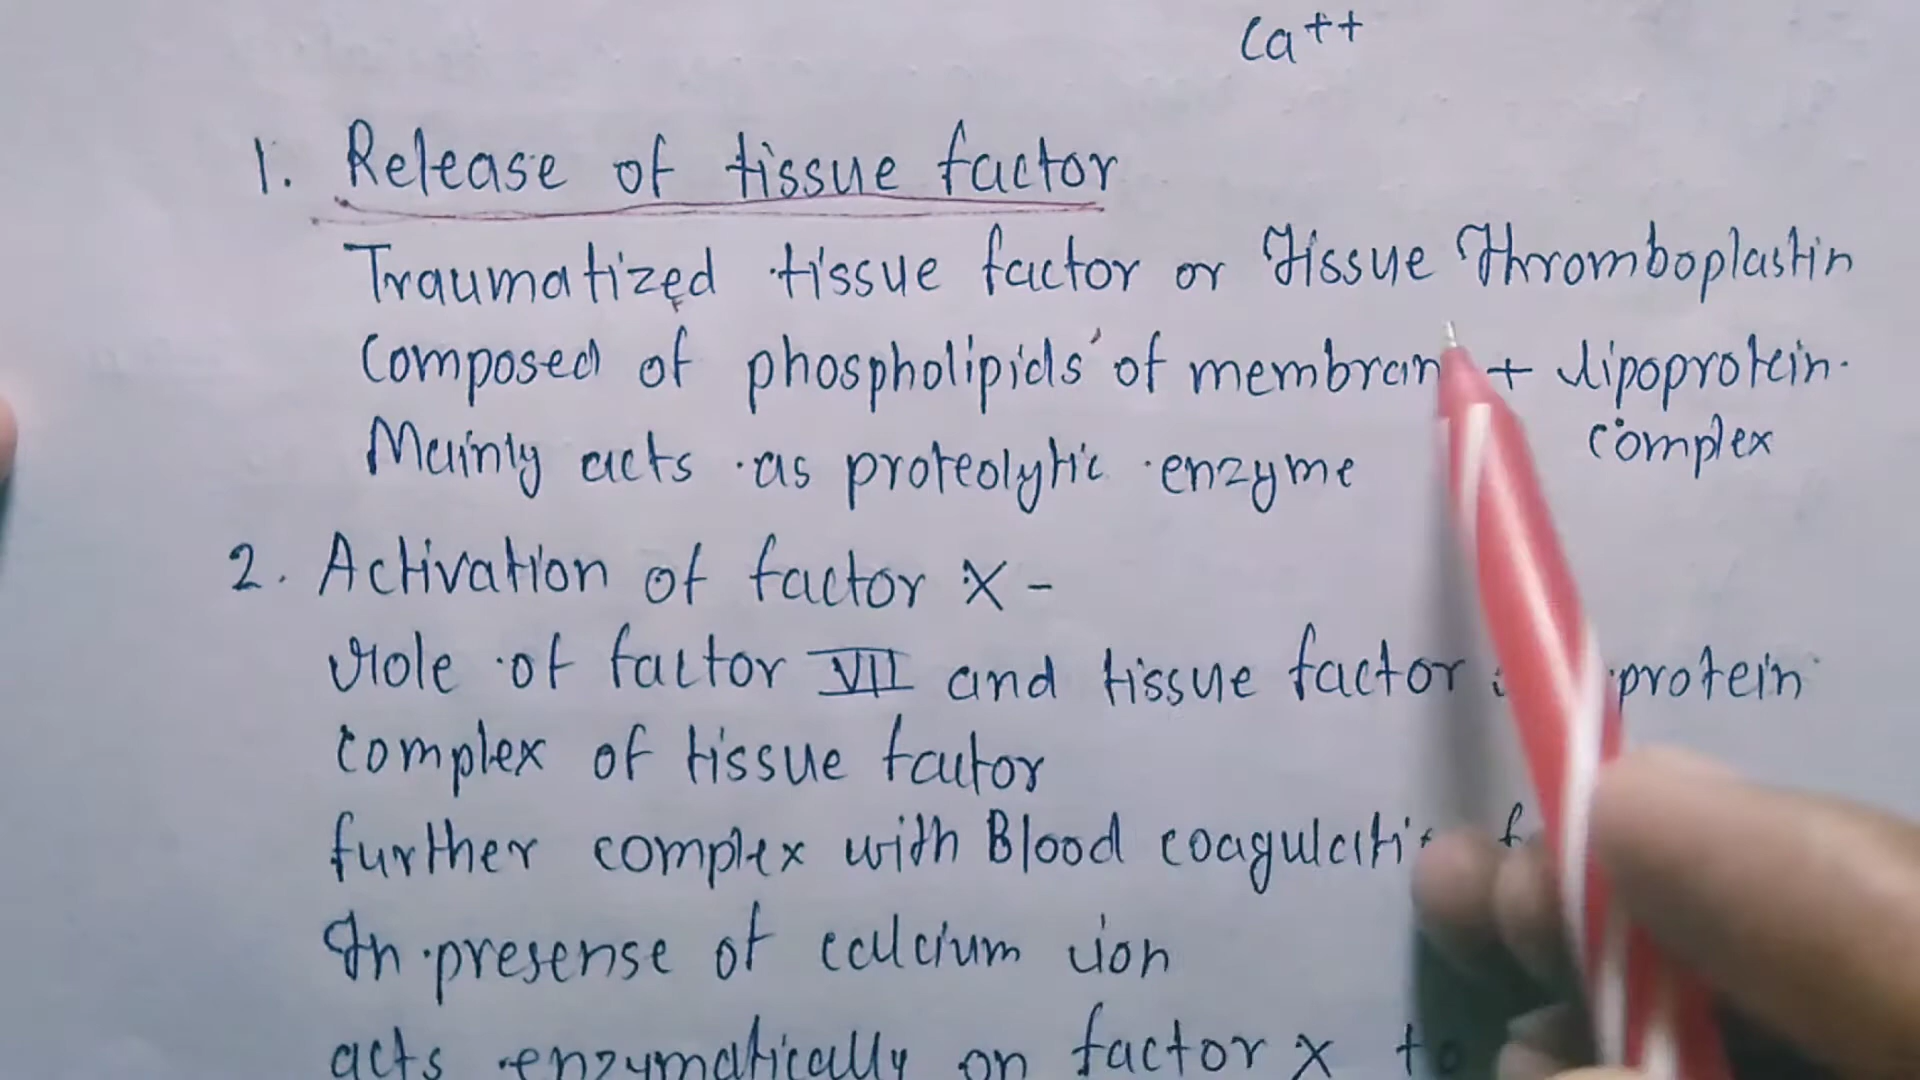 Ca++
1. Release of tissue factor
Traumatized tissue factor or Tissue Thromboplastin
Composed of phospholipids of membran + lipoprotein
complex
Mainly acts as proteolytic enzyme
2. Activation of factor X -
role of factor VII and tissue factor protein
complex of tissue factor
further complex with Blood
In presense of calcium ion
acts enzymatically on factor X to